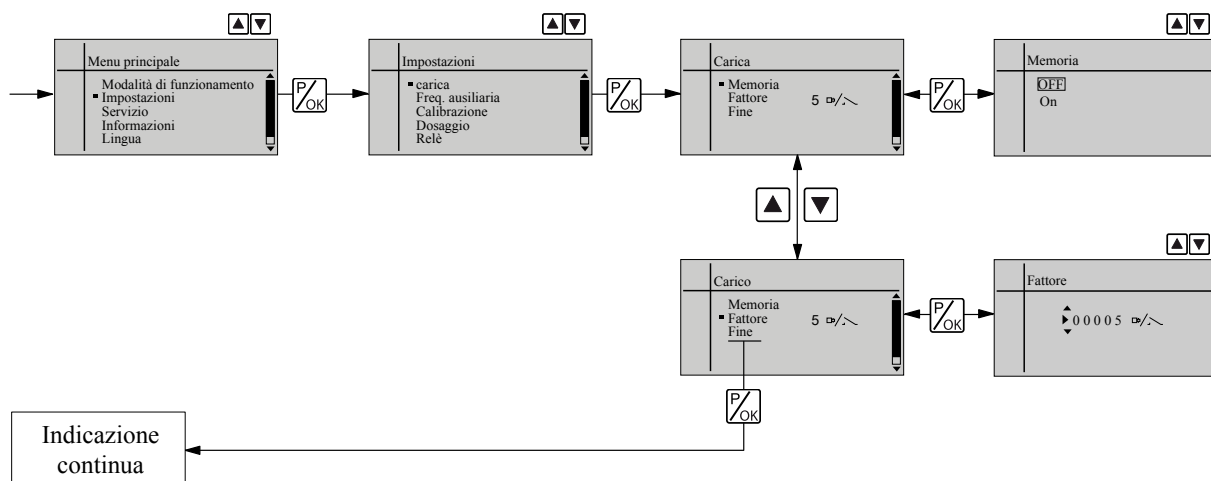 Menu principale
Modalità di funzionamento
Impostazioni
Servizio
Informazioni
Lingua
P/OK
Impostazioni
carica
Freq. ausiliaria
Calibrazione
Dosaggio
Relè
P/OK
Carica
Memoria
Fattore 5
Fine
P/OK
Memoria
OFF
On
Carico
Memoria
Fattore 5
Fine
P/OK
Fattore
00005
P/OK
Indicazione
continua